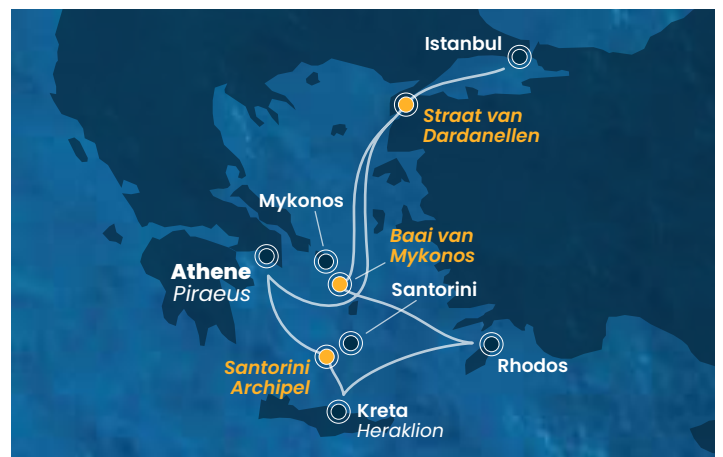 Istanbul
Straat van
Dardanellen
Mykonos
Baai van
Mykonos
Athene
Piraeus
Santorini
Santorini
Archipel
Rhodos
Kreta
Heraklion